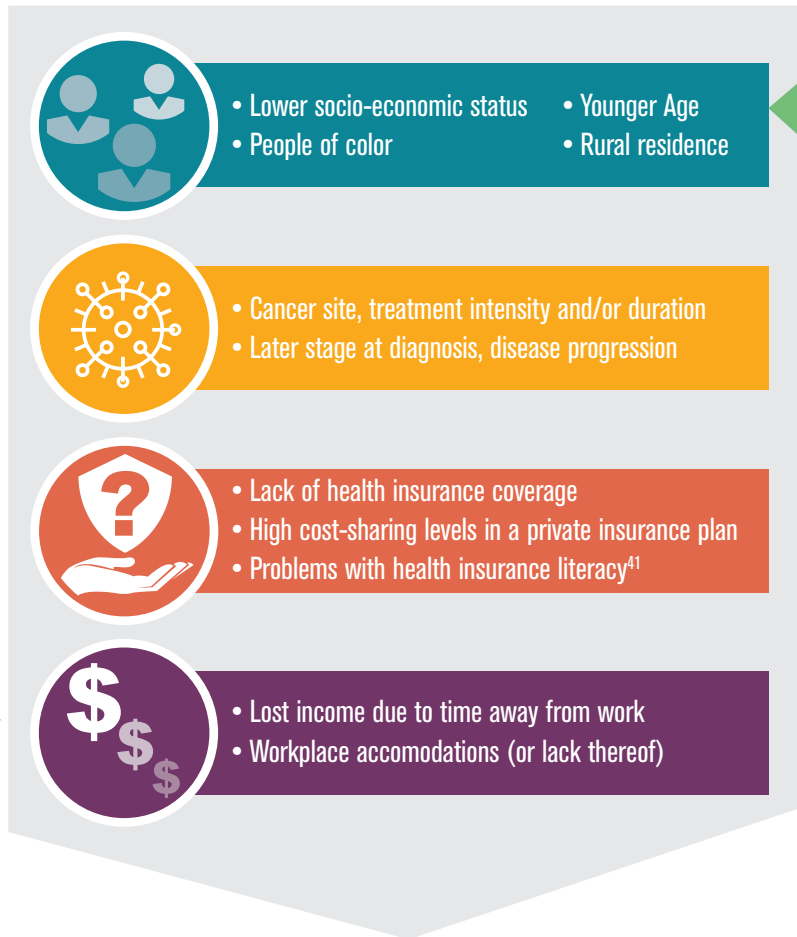 • Lower socio-economic status
• People of color
• Younger Age
• Rural residence
• Cancer site, treatment intensity and/or duration
• Later stage at diagnosis, disease progression
?
• Lack of health insurance coverage
• High cost-sharing levels in a private insurance plan
• Problems with health insurance literacy41
$
$
$
• Lost income due to time away from work
• Workplace accomodations (or lack thereof)